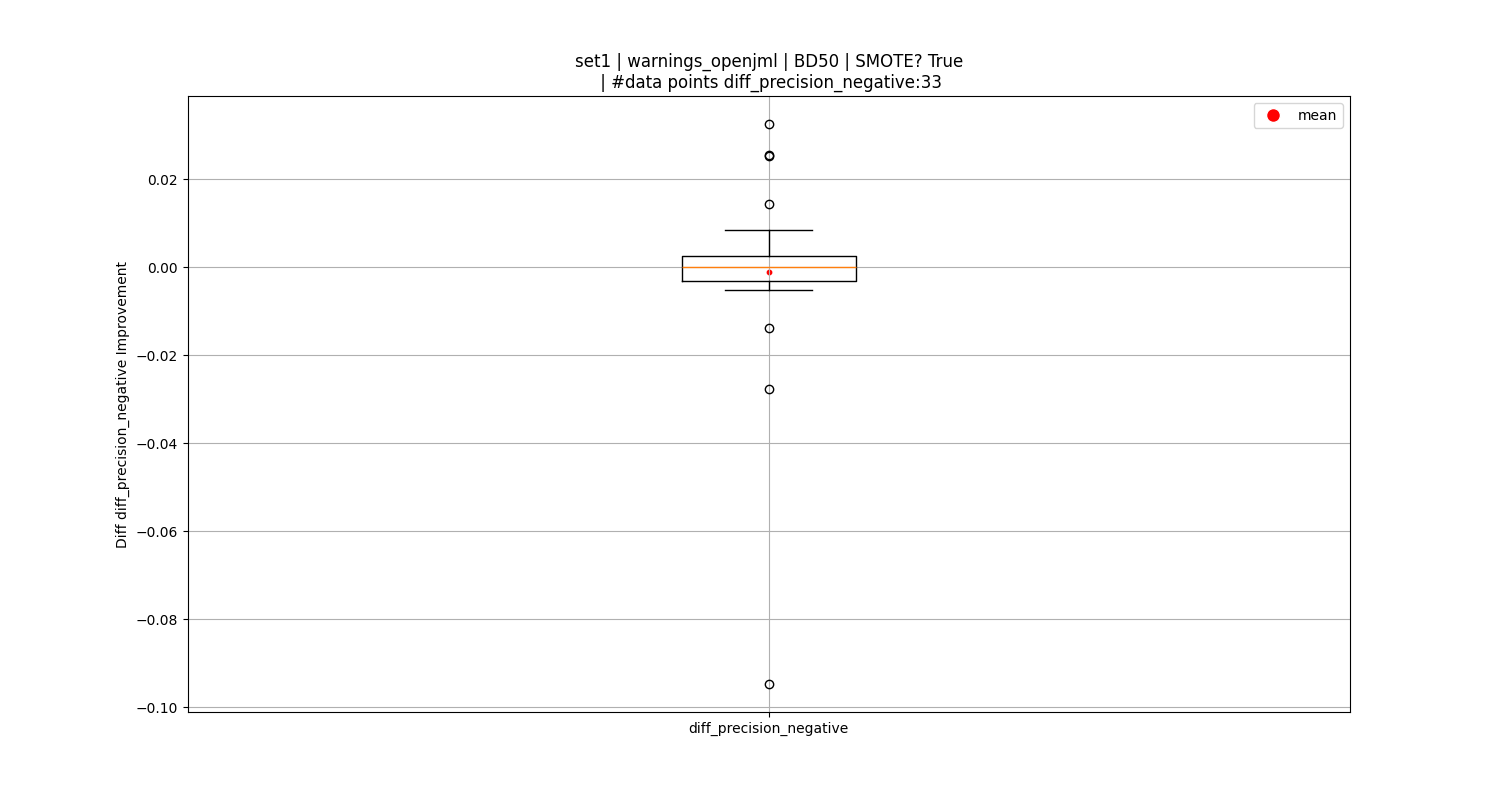 set1 | warnings_openjml | BD50 | SMOTE? True
| #data points diff_precision_negative:33
mean
0.02
0.00
−0.02
−0.04
−0.06
−0.08
−0.10
Diff diff_precision_negative Improvement
diff_precision_negative